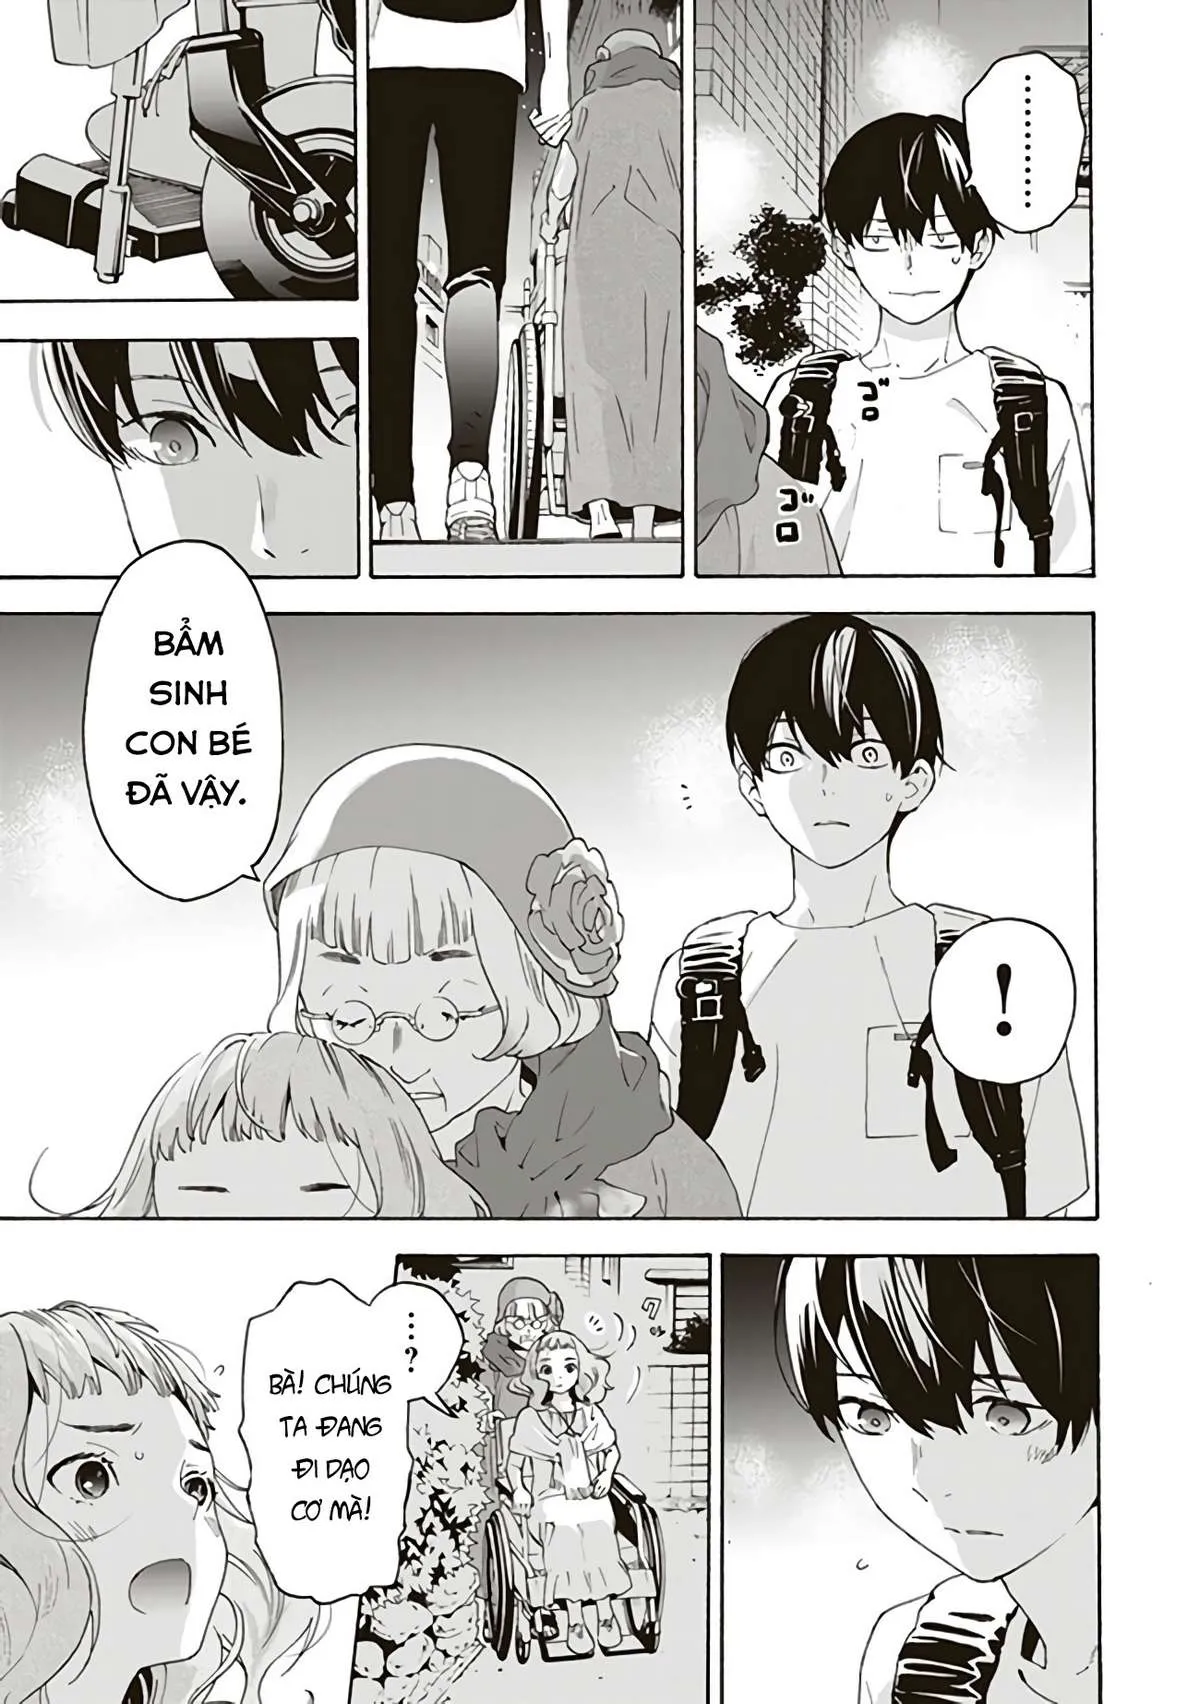 ………
ゴロ
ゴロ
!
BẨM
SINH
CON BÉ
ĐÃ VẬY.
…?
BÀ! CHÚNG
TA ĐANG
ĐI DẠO
CƠ MÀ!